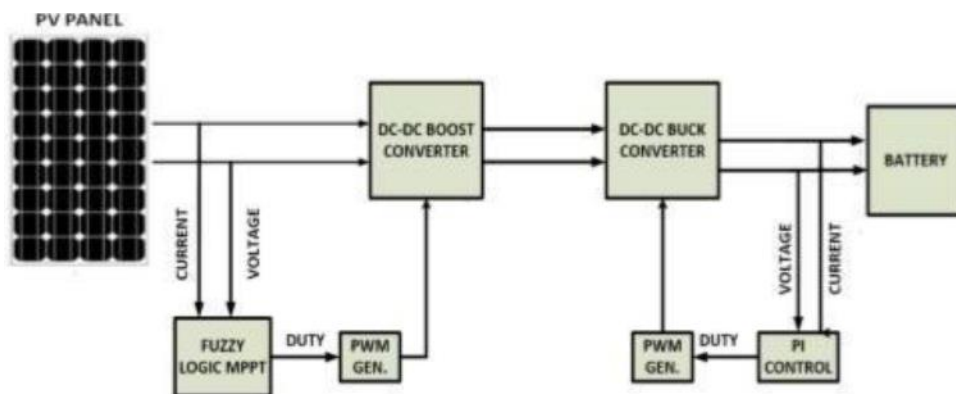 PV PANEL
DC-DC BOOST
CONVERTER
DC-DC BUCK
CONVERTER
BATTERY
CURRENT
VOLTAGE
VOLTAGE
CURRENT
FUZZY
LOGIC MPPT
DUTY
PWM
GEN.
PWM
GEN.
DUTY
PI
CONTROL